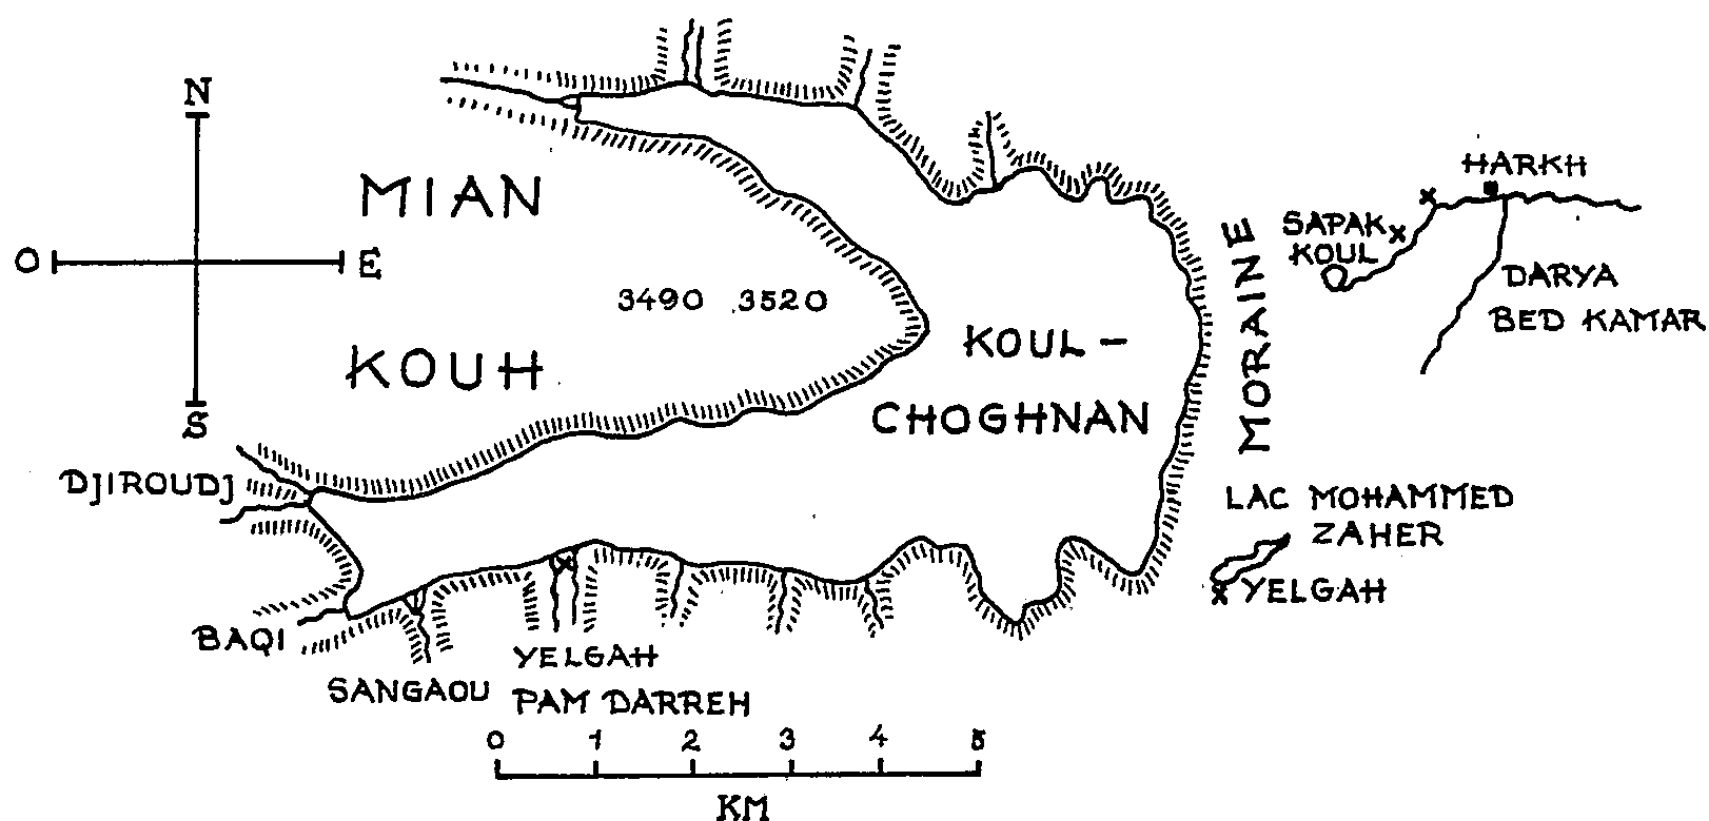 N
HARKH
MIAN
SAPAK
KOUL
MORAINE
O
E
DARYA
BED KAMAR
3490 3520
KOUL-
KOUH
CHOGHNAN
S
DJIROUDJ
LAC MOHAMMED
ZAHER
YELGAH
BAQI
YELGAH
PAM DARREH
SANGAOU
0 1 2 3 4 5
KM